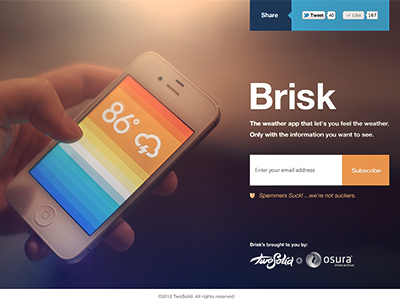 Share
Tweet 40
Like 167
86°
Brisk
The weather app that let's you feel the weather.
Only with the information you want to see.
Enter your email address
Subscribe
Spammers Suck! ...we're not suckers.
Brisk's brought to you by:
TwoSolid + osura
©2012 TwoSolid. All rights reserved